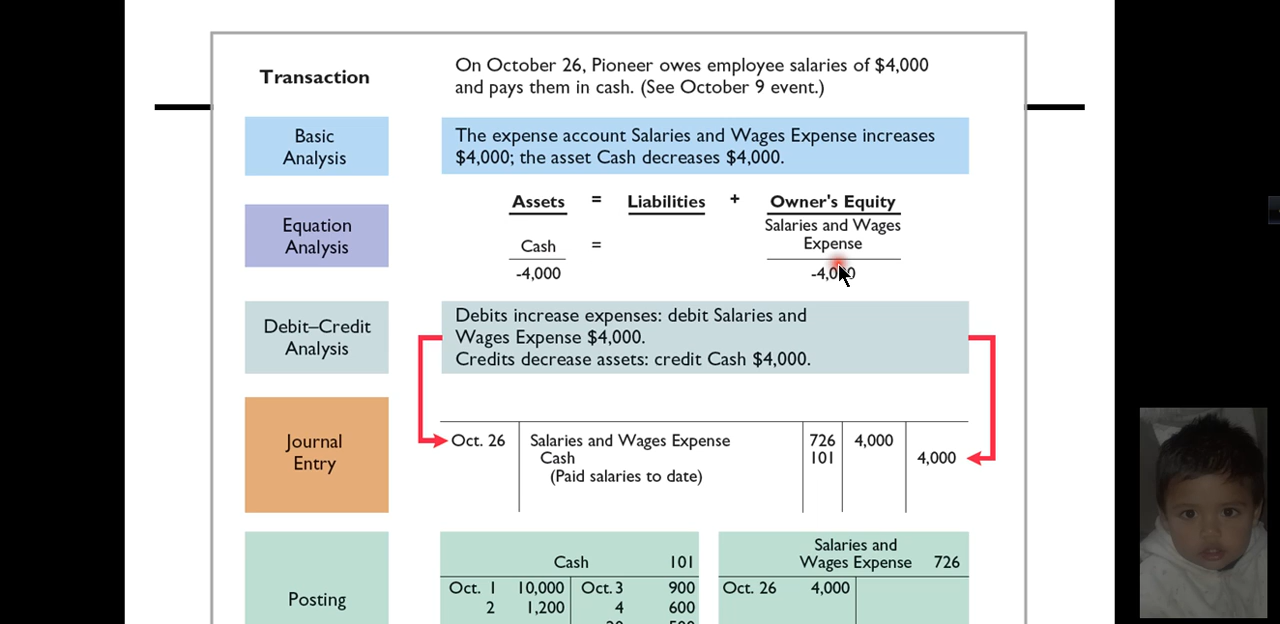 Transaction
On October 26, Pioneer owes employee salaries of $4,000
and pays them in cash. (See October 9 event.)
Basic
Analysis
The expense account Salaries and Wages Expense increases
$4,000; the asset Cash decreases $4,000.
Equation
Analysis
Assets = Liabilities + Owner's Equity
Salaries and Wages
Expense
Cash =
-4,000 -4,000
Debit–Credit
Analysis
Debits increase expenses: debit Salaries and
Wages Expense $4,000.
Credits decrease assets: credit Cash $4,000.
Journal
Entry
Oct. 26 Salaries and Wages Expense 726 4,000
Cash 101 4,000
(Paid salaries to date)
Posting
Cash 101
Oct. 1 10,000 Oct. 3 900
2 1,200 4 600
Salaries and
Wages Expense 726
Oct. 26 4,000